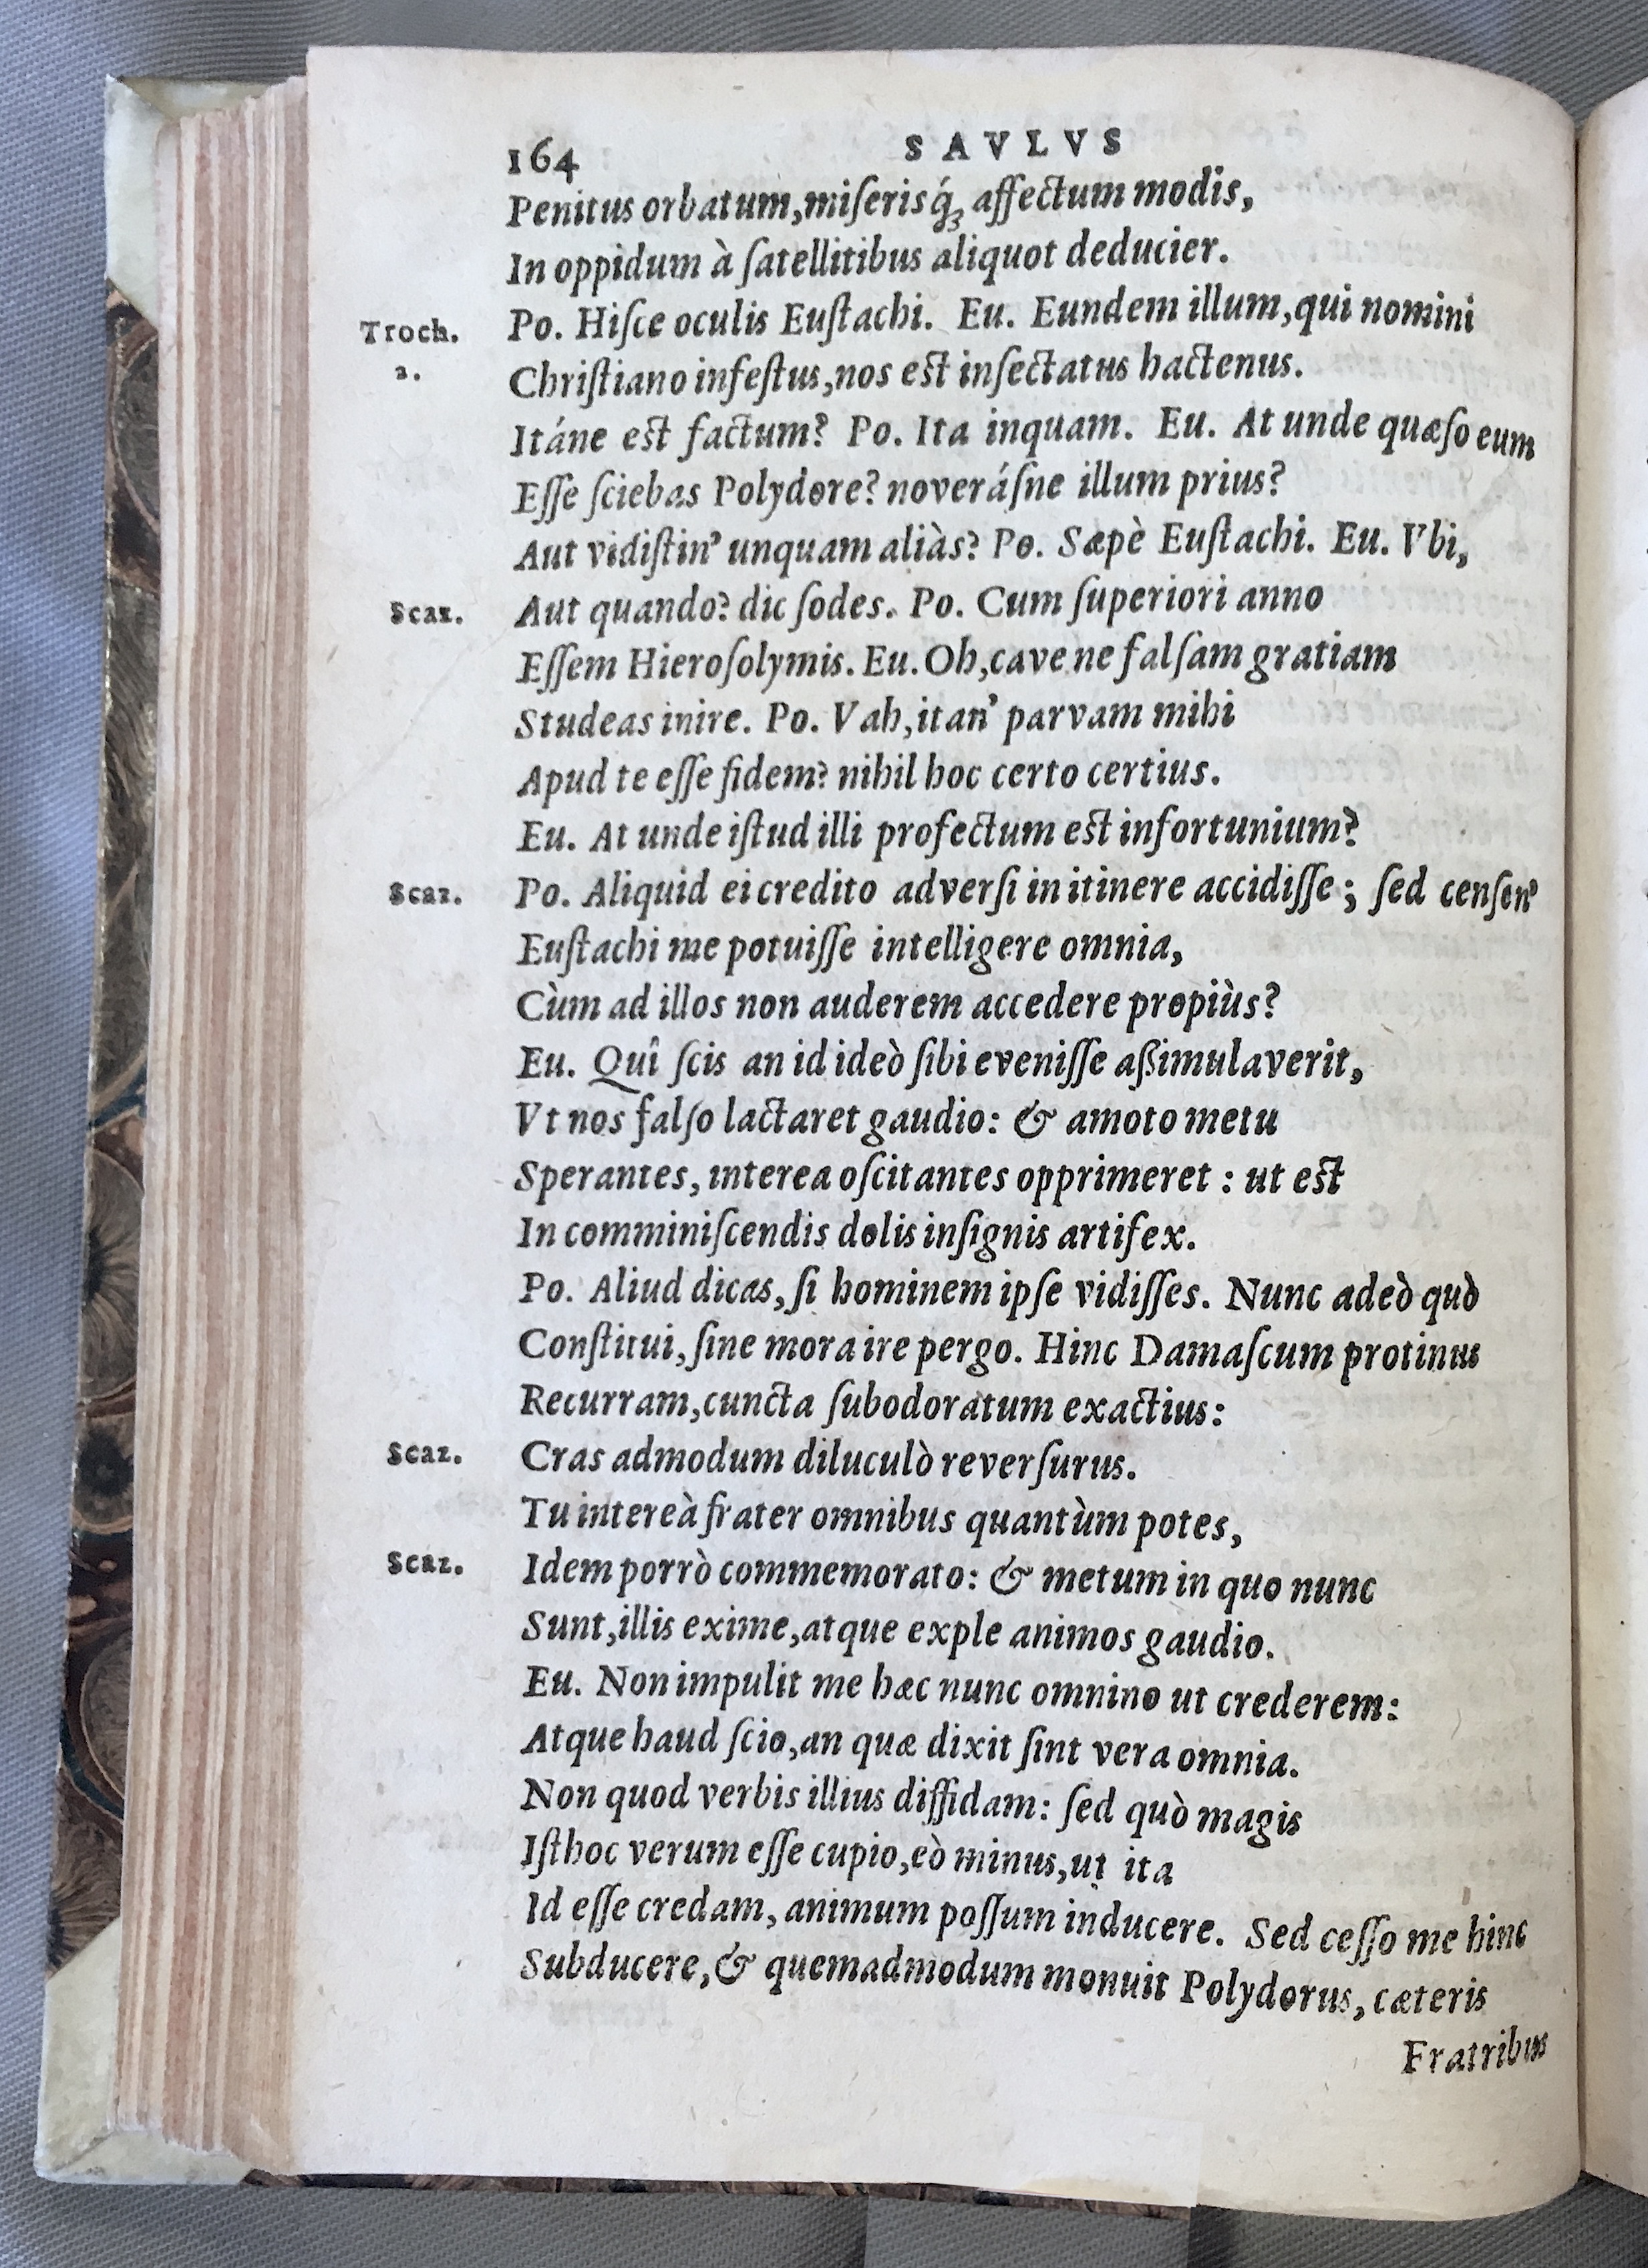 164 SAVLVS
Penitus orbatum, miſerisq́ꝫ affectum modis,
In oppidum à ſatellitibus aliquot deducier.
Troch. 2. Po. Hiſce oculis Euſtachi. Eu. Eundem illum, qui nomini
Chriſtiano infeſtus, nos eſt inſectatus hactenus.
Itáne eſt factum? Po. Ita inquam. Eu. At unde quæſo eum
Eſſe ſciebas Polydore? noveráſne illum prius?
Aut vidiſtin' unquam aliàs? Po. Sæpè Euſtachi. Eu. Vbi,
Scaz. Aut quando? dic ſodes. Po. Cum ſuperiori anno
Eſſem Hieroſolymis. Eu. Oh, cave ne falſam gratiam
Studeas inire. Po. Vah, itan' parvam mihi
Apud te eſſe fidem? nihil hoc certo certius.
Eu. At unde iſtud illi profectum eſt infortunium?
Scaz. Po. Aliquid ei credito adverſi in itinere accidiſſe; ſed cenſen'
Euſtachi me potuiſſe intelligere omnia,
Cùm ad illos non auderem accedere propiùs?
Eu. Quî ſcis an id ideò ſibi eveniſſe aßimulaverit,
Vt nos falſo lactaret gaudio: & amoto metu
Sperantes, interea oſcitantes opprimeret: ut eſt
In comminiſcendis dolis inſignis artifex.
Po. Aliud dicas, ſi hominem ipſe vidiſſes. Nunc adeò quò
Conſtitui, ſine mora ire pergo. Hinc Damaſcum protinus
Recurram, cuncta ſubodoratum exactius:
Scaz. Cras admodum diluculò reverſurus.
Tu intereà frater omnibus quantùm potes,
Scaz. Idem porrò commemorato: & metum in quo nunc
Sunt, illis exime, atque exple animos gaudio.
Eu. Non impulit me hæc nunc omnino ut crederem:
Atque haud ſcio, an quæ dixit ſint vera omnia.
Non quod verbis illius diffidam: ſed quò magis
Iſthoc verum eſſe cupio, eò minus, ut ita
Id eſſe credam, animum poſſum inducere. Sed ceſſo me hinc
Subducere, & quemadmodum monuit Polydorus, cæteris
Fratribus